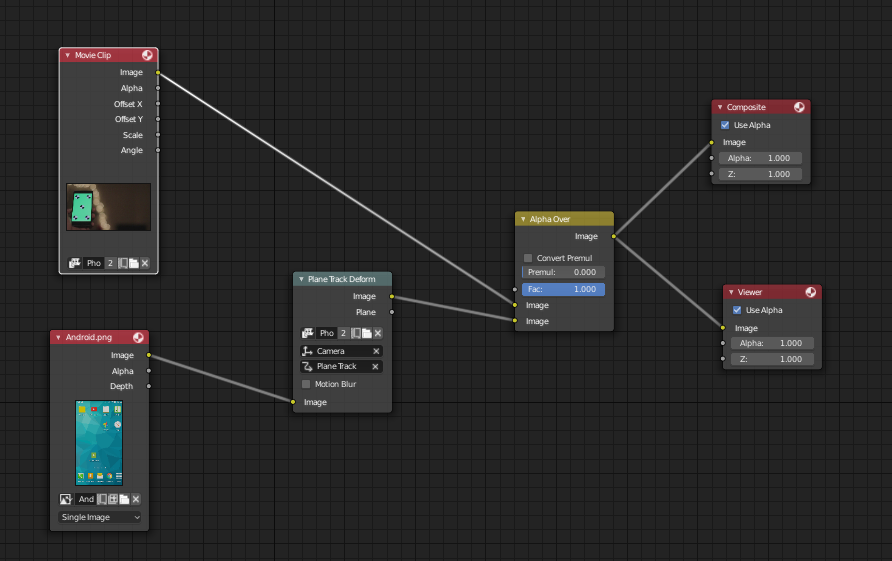 Movie Clip
Image
Alpha
Offset X
Offset Y
Scale
Angle
Pho 2
Android.png
Image
Alpha
Depth
And
Single Image
Plane Track Deform
Image
Plane
Pho 2
Camera
Plane Track
Motion Blur
Image
Alpha Over
Image
Convert Premul
Premul: 0.000
Fac: 1.000
Image
Image
Composite
Use Alpha
Image
Alpha: 1.000
Z: 1.000
Viewer
Use Alpha
Image
Alpha: 1.000
Z: 1.000